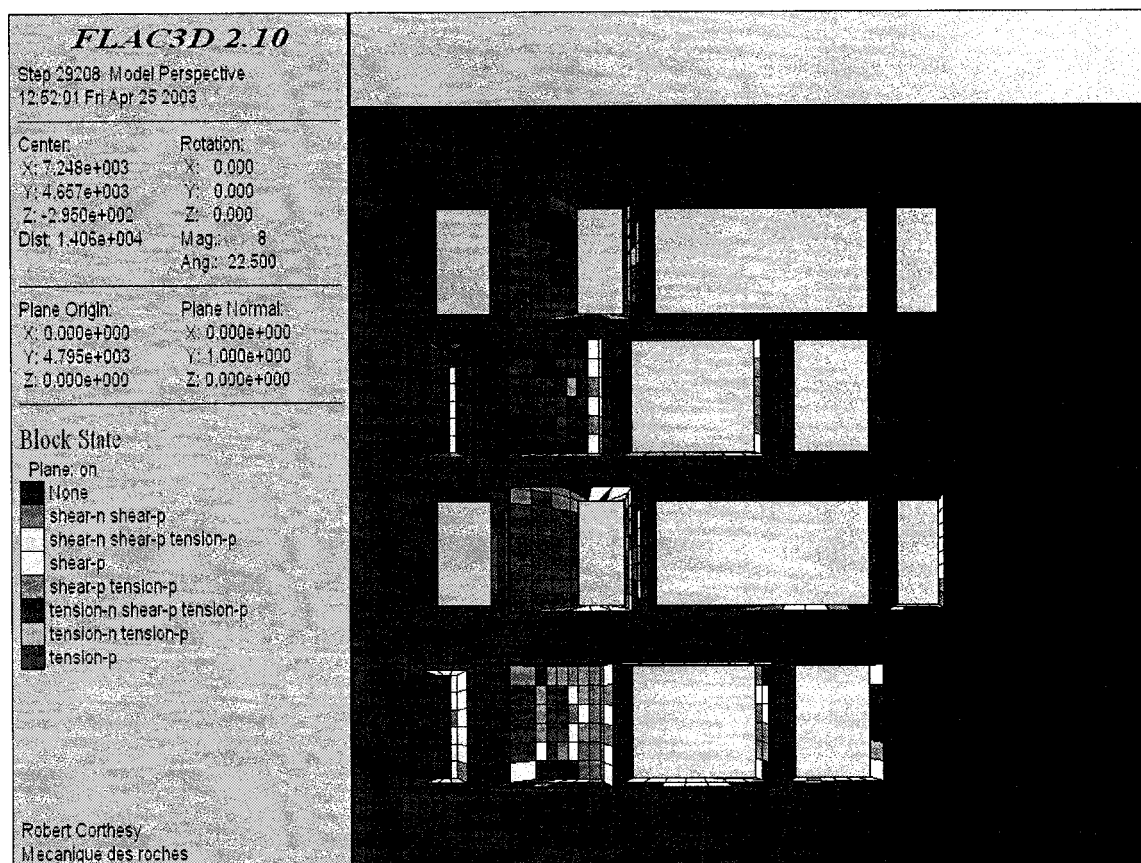 FLAC3D 2.10
Step 29208 Model Perspective
12:52:01 Fri Apr 25 2003
Center: Rotation:
X: 7.248e+003 X: 0.000
Y: 4.657e+003 Y: 0.000
Z: -2.950e+002 Z: 0.000
Dist: 1.406e+004 Mag.: 8
Ang.: 22.500
Plane Origin: Plane Normal:
X: 0.000e+000 X: 0.000e+000
Y: 4.795e+003 Y: 1.000e+000
Z: 0.000e+000 Z: 0.000e+000
Block State
Plane: on
None
shear-n shear-p
shear-n shear-p tension-p
shear-p
shear-p tension-p
tension-n shear-p tension-p
tension-n tension-p
tension-p
Robert Corthesy
Mecanique des roches